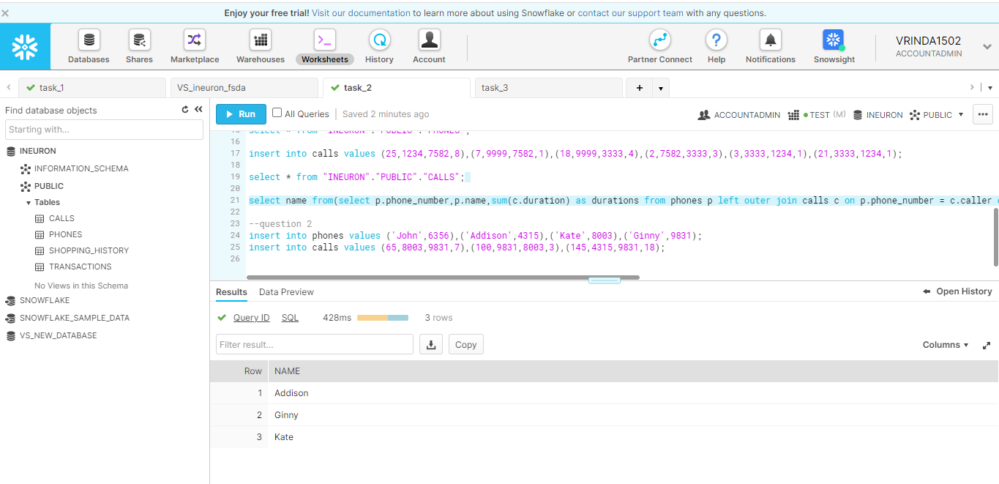 Enjoy your free trial! Visit our documentation to learn more about using Snowflake or contact our support team with any questions.
Databases Shares Marketplace Warehouses Worksheets History Account Partner Connect Help Notifications Snowsight
VRINDA1502
ACCOUNTADMIN
task_1 VS_ineuron_fsda task_2 task_3
Find database objects
Starting with...
INEURON
INFORMATION_SCHEMA
PUBLIC
Tables
CALLS
PHONES
SHOPPING_HISTORY
TRANSACTIONS
No Views in this Schema
SNOWFLAKE
SNOWFLAKE_SAMPLE_DATA
VS_NEW_DATABASE
Run All Queries Saved 2 minutes ago ACCOUNTADMIN TEST (M) INEURON PUBLIC
select * from "INEURON"."PUBLIC"."PHONES";
16
17 insert into calls values (25,1234,7582,8),(7,9999,7582,1),(18,9999,3333,4),(2,7582,3333,3),(3,3333,1234,1),(21,3333,1234,1);
18
19 select * from "INEURON"."PUBLIC"."CALLS";
20
21 select name from(select p.phone_number,p.name,sum(c.duration) as durations from phones p left outer join calls c on p.phone_number = c.caller
22
23 --question 2
24 insert into phones values ('John',6356),('Addison',4315),('Kate',8003),('Ginny',9831);
25 insert into calls values (65,8003,9831,7),(100,9831,8003,3),(145,4315,9831,18);
26
Results Data Preview Open History
Query ID SQL 428ms 3 rows
Filter result... Copy Columns
Row NAME
1 Addison
2 Ginny
3 Kate